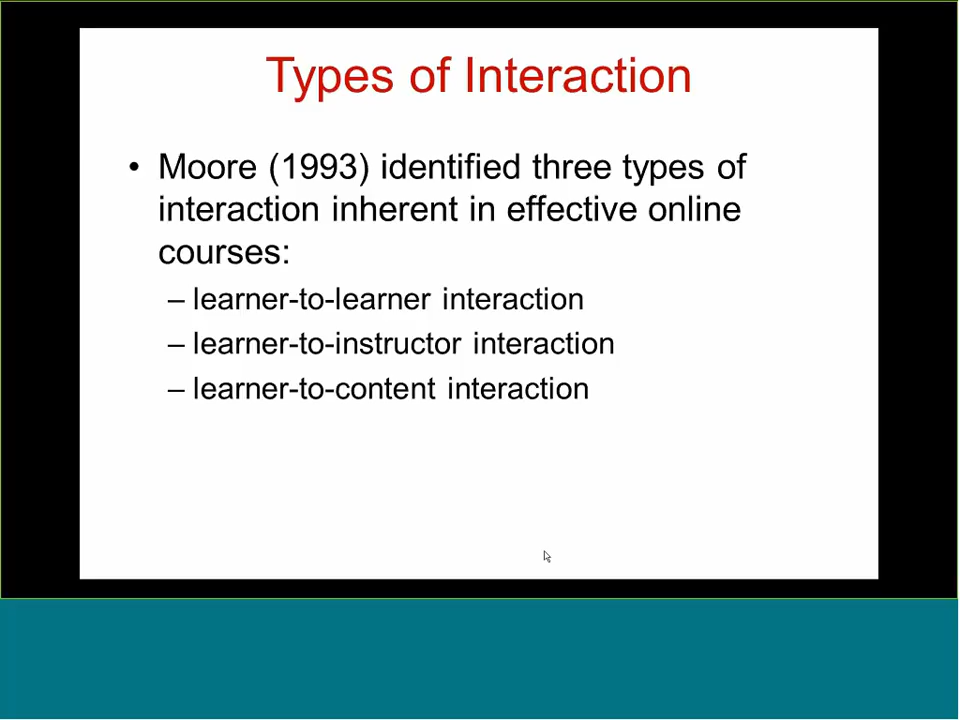 Types of Interaction
• Moore (1993) identified three types of
interaction inherent in effective online
courses:
– learner-to-learner interaction
– learner-to-instructor interaction
– learner-to-content interaction